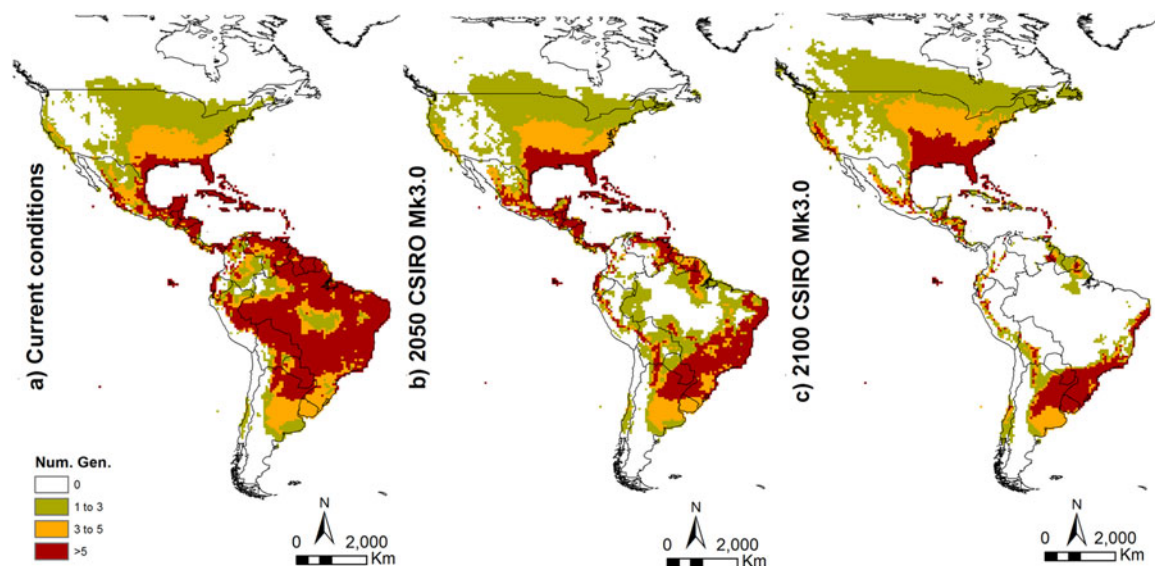 a) Current conditions
Num. Gen.
0
1 to 3
3 to 5
>5
N
0 2,000
Km
b) 2050 CSIRO Mk3.0
N
0 2,000
Km
c) 2100 CSIRO Mk3.0
N
0 2,000
Km